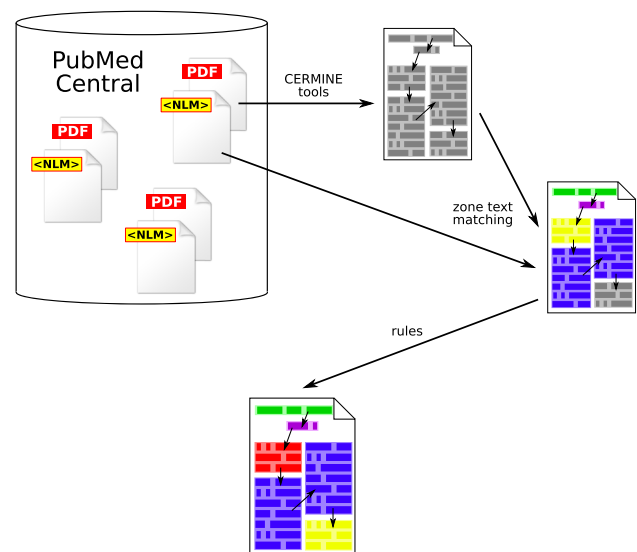 PubMed
Central
PDF
<NLM>
PDF
<NLM>
PDF
<NLM>
CERMINE
tools
zone text
matching
rules